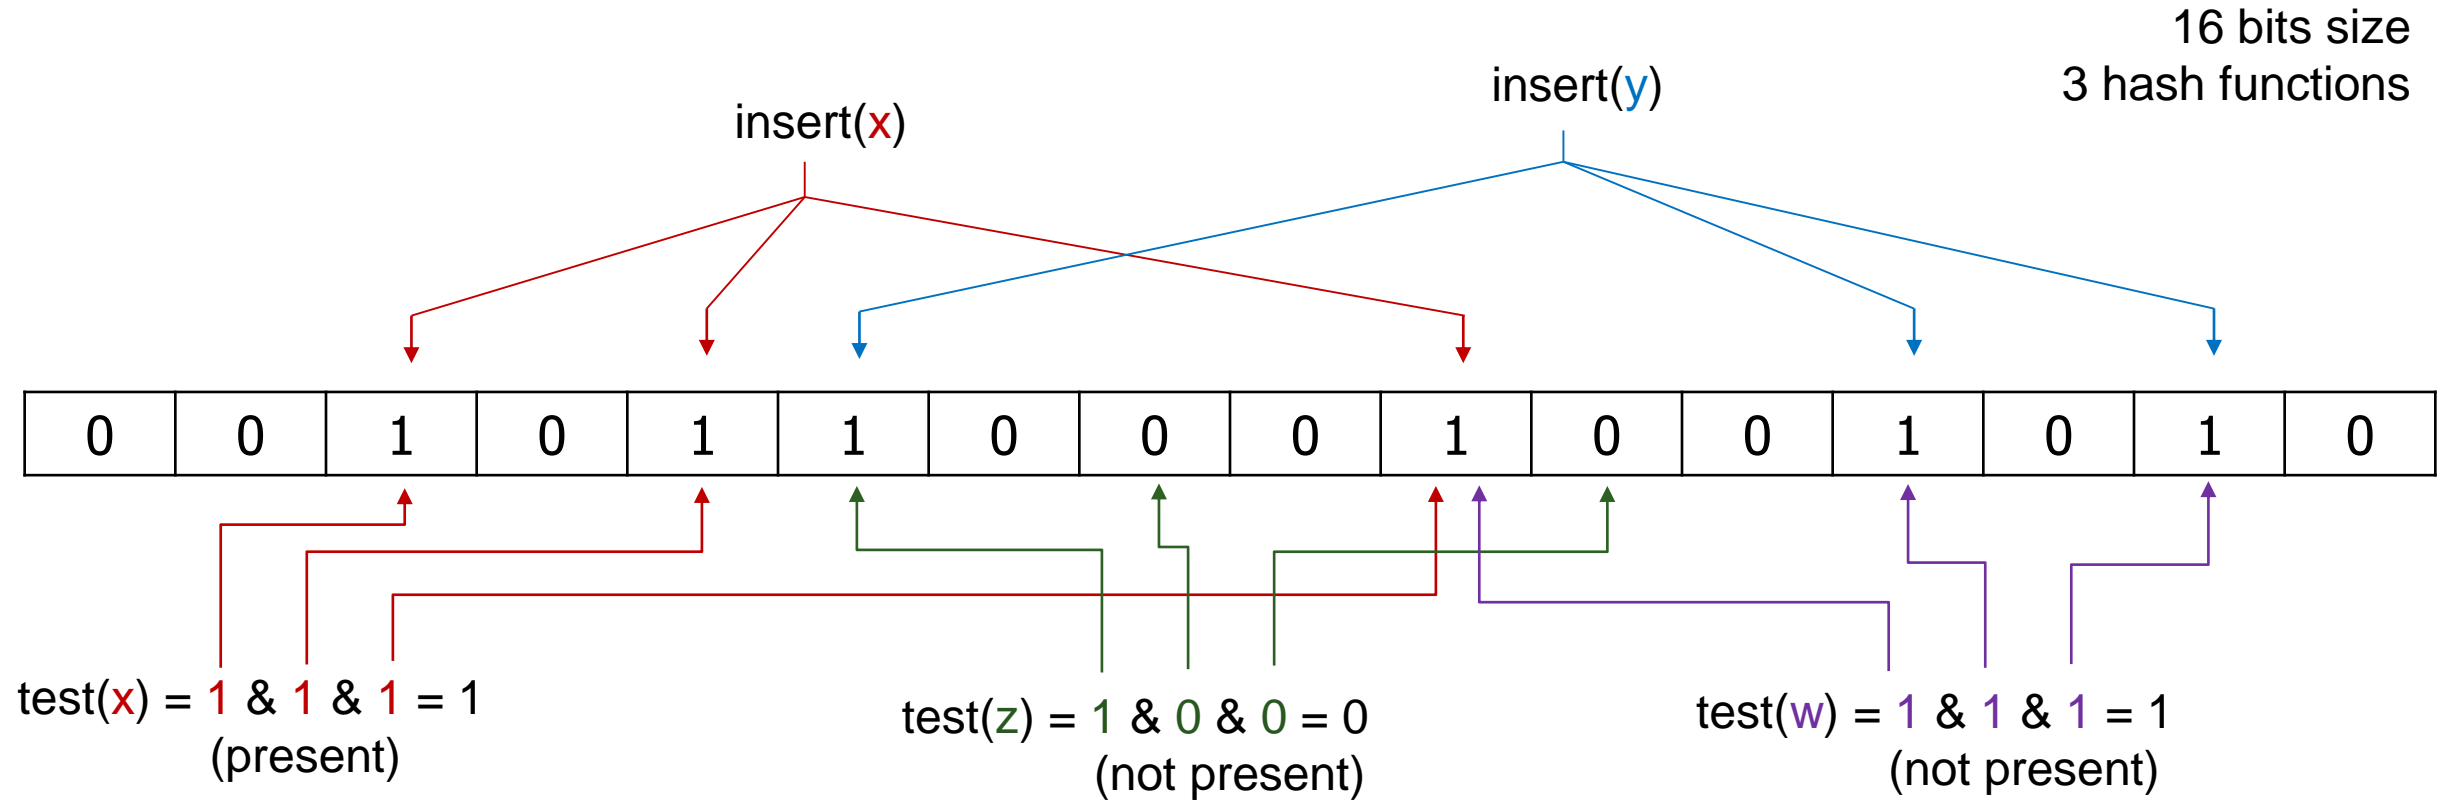 16 bits size
3 hash functions
insert(x)
insert(y)
0 0 1 0 1 1 0 0 0 1 0 0 1 0 1 0
test(x) = 1 & 1 & 1 = 1
(present)
test(z) = 1 & 0 & 0 = 0
(not present)
test(w) = 1 & 1 & 1 = 1
(not present)